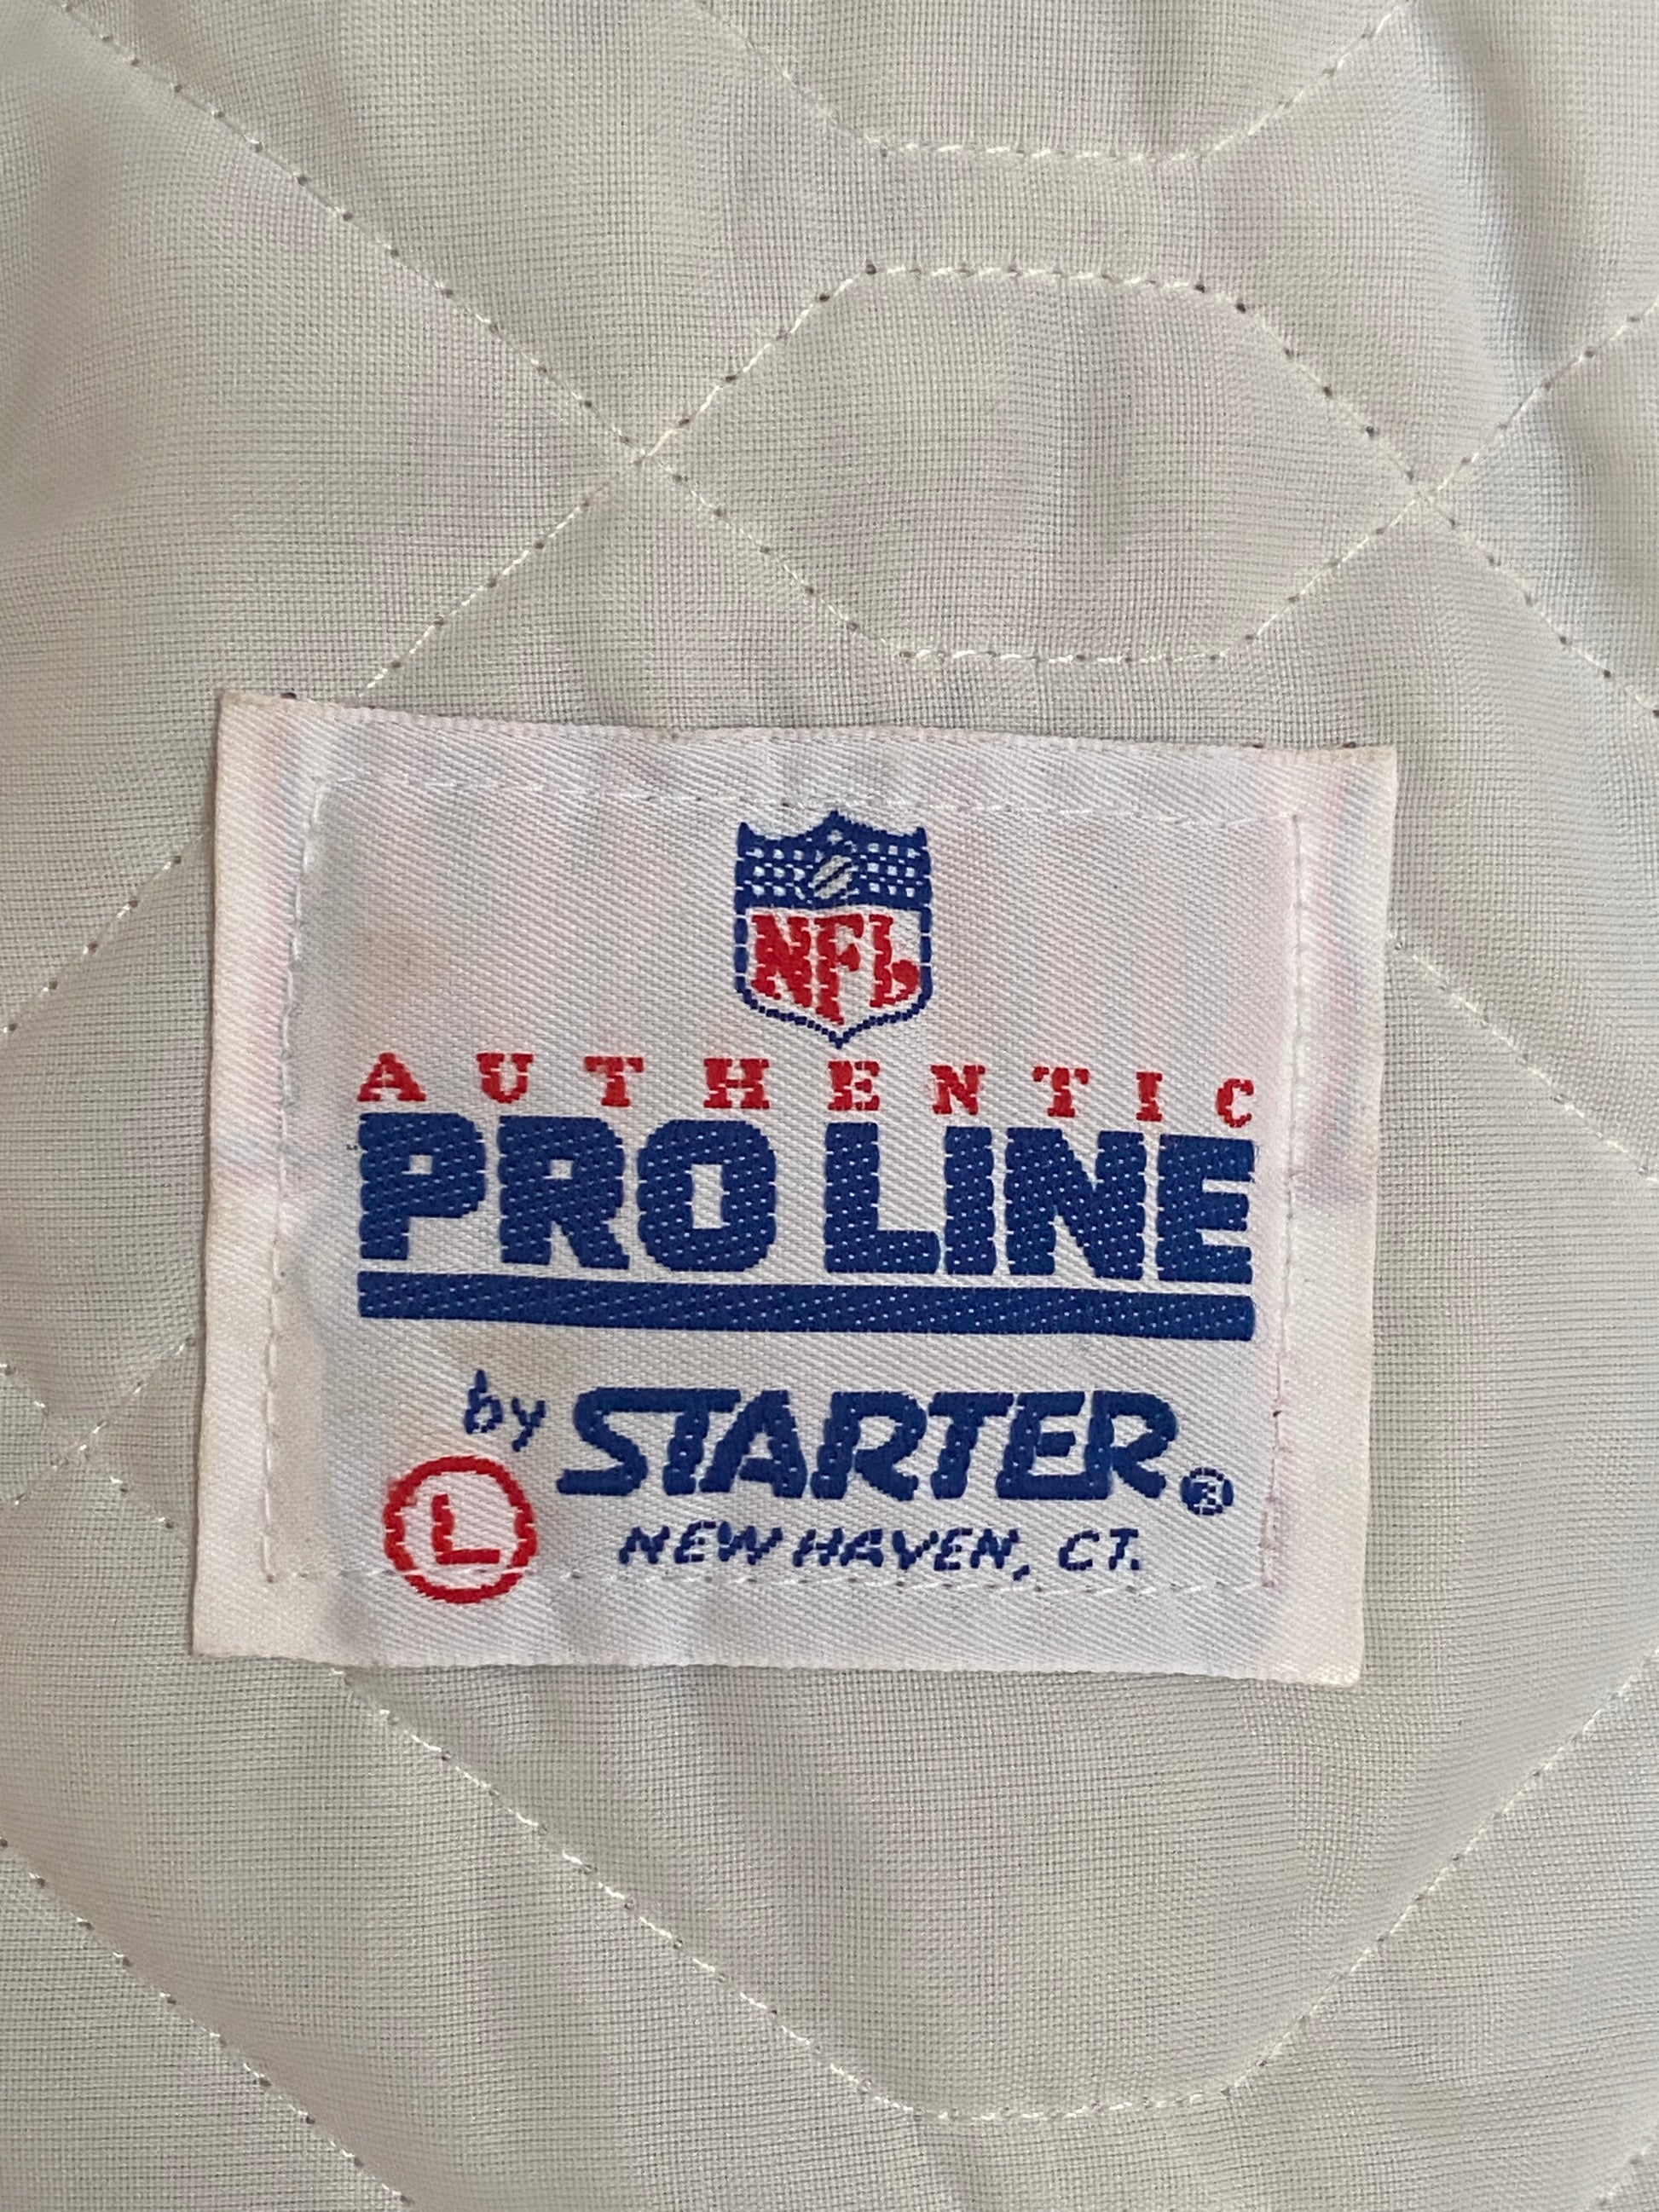 NFL
AUTHENTIC
PRO LINE
by STARTER®
L
NEW HAVEN, CT.